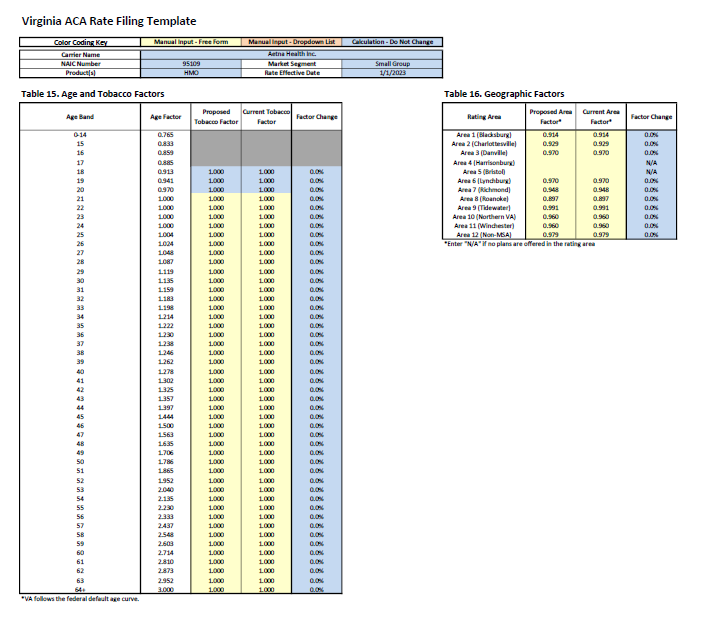 Virginia ACA Rate Filing Template
Color Coding Key Manual Input - Free Form Manual Input - Dropdown List Calculation - Do Not Change
Carrier Name Aetna Health Inc.
NAIC Number 95109 Market Segment Small Group
Product(s) HMO Rate Effective Date 1/1/2023
Table 15. Age and Tobacco Factors
Age Band Age Factor Proposed Tobacco Factor Current Tobacco Factor Factor Change
0-14 0.765
15 0.833
16 0.859
17 0.885
18 0.913 1.000 1.000 0.0%
19 0.941 1.000 1.000 0.0%
20 0.970 1.000 1.000 0.0%
21 1.000 1.000 1.000 0.0%
22 1.000 1.000 1.000 0.0%
23 1.000 1.000 1.000 0.0%
24 1.000 1.000 1.000 0.0%
25 1.004 1.000 1.000 0.0%
26 1.024 1.000 1.000 0.0%
27 1.048 1.000 1.000 0.0%
28 1.087 1.000 1.000 0.0%
29 1.119 1.000 1.000 0.0%
30 1.135 1.000 1.000 0.0%
31 1.159 1.000 1.000 0.0%
32 1.183 1.000 1.000 0.0%
33 1.198 1.000 1.000 0.0%
34 1.214 1.000 1.000 0.0%
35 1.222 1.000 1.000 0.0%
36 1.230 1.000 1.000 0.0%
37 1.238 1.000 1.000 0.0%
38 1.246 1.000 1.000 0.0%
39 1.262 1.000 1.000 0.0%
40 1.278 1.000 1.000 0.0%
41 1.302 1.000 1.000 0.0%
42 1.325 1.000 1.000 0.0%
43 1.357 1.000 1.000 0.0%
44 1.397 1.000 1.000 0.0%
45 1.444 1.000 1.000 0.0%
46 1.500 1.000 1.000 0.0%
47 1.563 1.000 1.000 0.0%
48 1.635 1.000 1.000 0.0%
49 1.706 1.000 1.000 0.0%
50 1.786 1.000 1.000 0.0%
51 1.865 1.000 1.000 0.0%
52 1.952 1.000 1.000 0.0%
53 2.040 1.000 1.000 0.0%
54 2.135 1.000 1.000 0.0%
55 2.230 1.000 1.000 0.0%
56 2.333 1.000 1.000 0.0%
57 2.437 1.000 1.000 0.0%
58 2.548 1.000 1.000 0.0%
59 2.603 1.000 1.000 0.0%
60 2.714 1.000 1.000 0.0%
61 2.810 1.000 1.000 0.0%
62 2.873 1.000 1.000 0.0%
63 2.952 1.000 1.000 0.0%
64+ 3.000 1.000 1.000 0.0%
*VA follows the federal default age curve.
Table 16. Geographic Factors
Rating Area Proposed Area Factor* Current Area Factor* Factor Change
Area 1 (Blacksburg) 0.914 0.914 0.0%
Area 2 (Charlottesville) 0.929 0.929 0.0%
Area 3 (Danville) 0.970 0.970 0.0%
Area 4 (Harrisonburg) N/A
Area 5 (Bristol) N/A
Area 6 (Lynchburg) 0.970 0.970 0.0%
Area 7 (Richmond) 0.948 0.948 0.0%
Area 8 (Roanoke) 0.897 0.897 0.0%
Area 9 (Tidewater) 0.991 0.991 0.0%
Area 10 (Northern VA) 0.960 0.960 0.0%
Area 11 (Winchester) 0.960 0.960 0.0%
Area 12 (Non-MSA) 0.979 0.979 0.0%
*Enter "N/A" if no plans are offered in the rating area